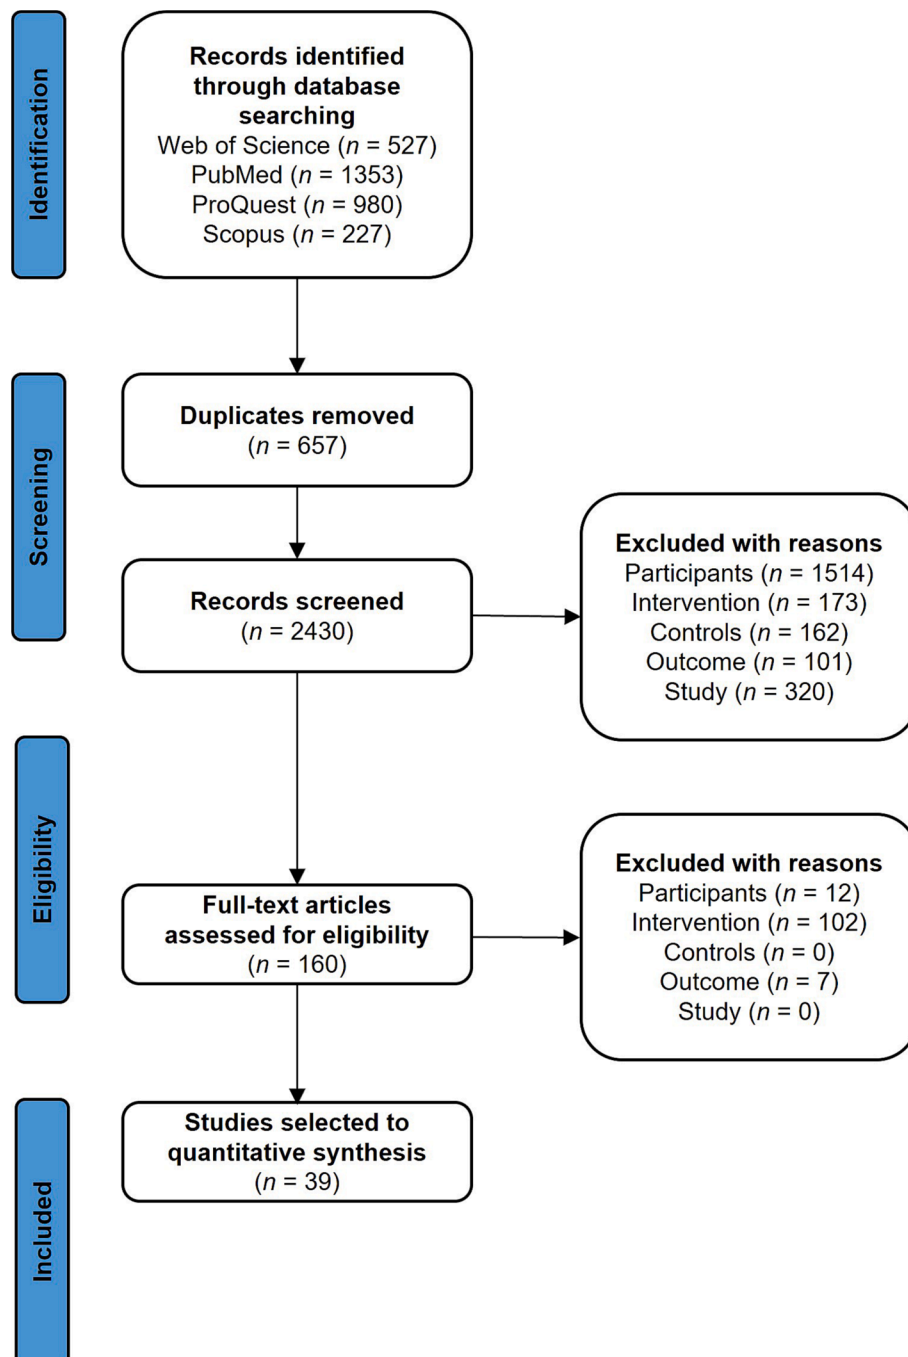 Identification
Records identified
through database
searching
Web of Science (n = 527)
PubMed (n = 1353)
ProQuest (n = 980)
Scopus (n = 227)
Screening
Duplicates removed
(n = 657)
Records screened
(n = 2430)
Excluded with reasons
Participants (n = 1514)
Intervention (n = 173)
Controls (n = 162)
Outcome (n = 101)
Study (n = 320)
Eligibility
Full-text articles
assessed for eligibility
(n = 160)
Excluded with reasons
Participants (n = 12)
Intervention (n = 102)
Controls (n = 0)
Outcome (n = 7)
Study (n = 0)
Included
Studies selected to
quantitative synthesis
(n = 39)